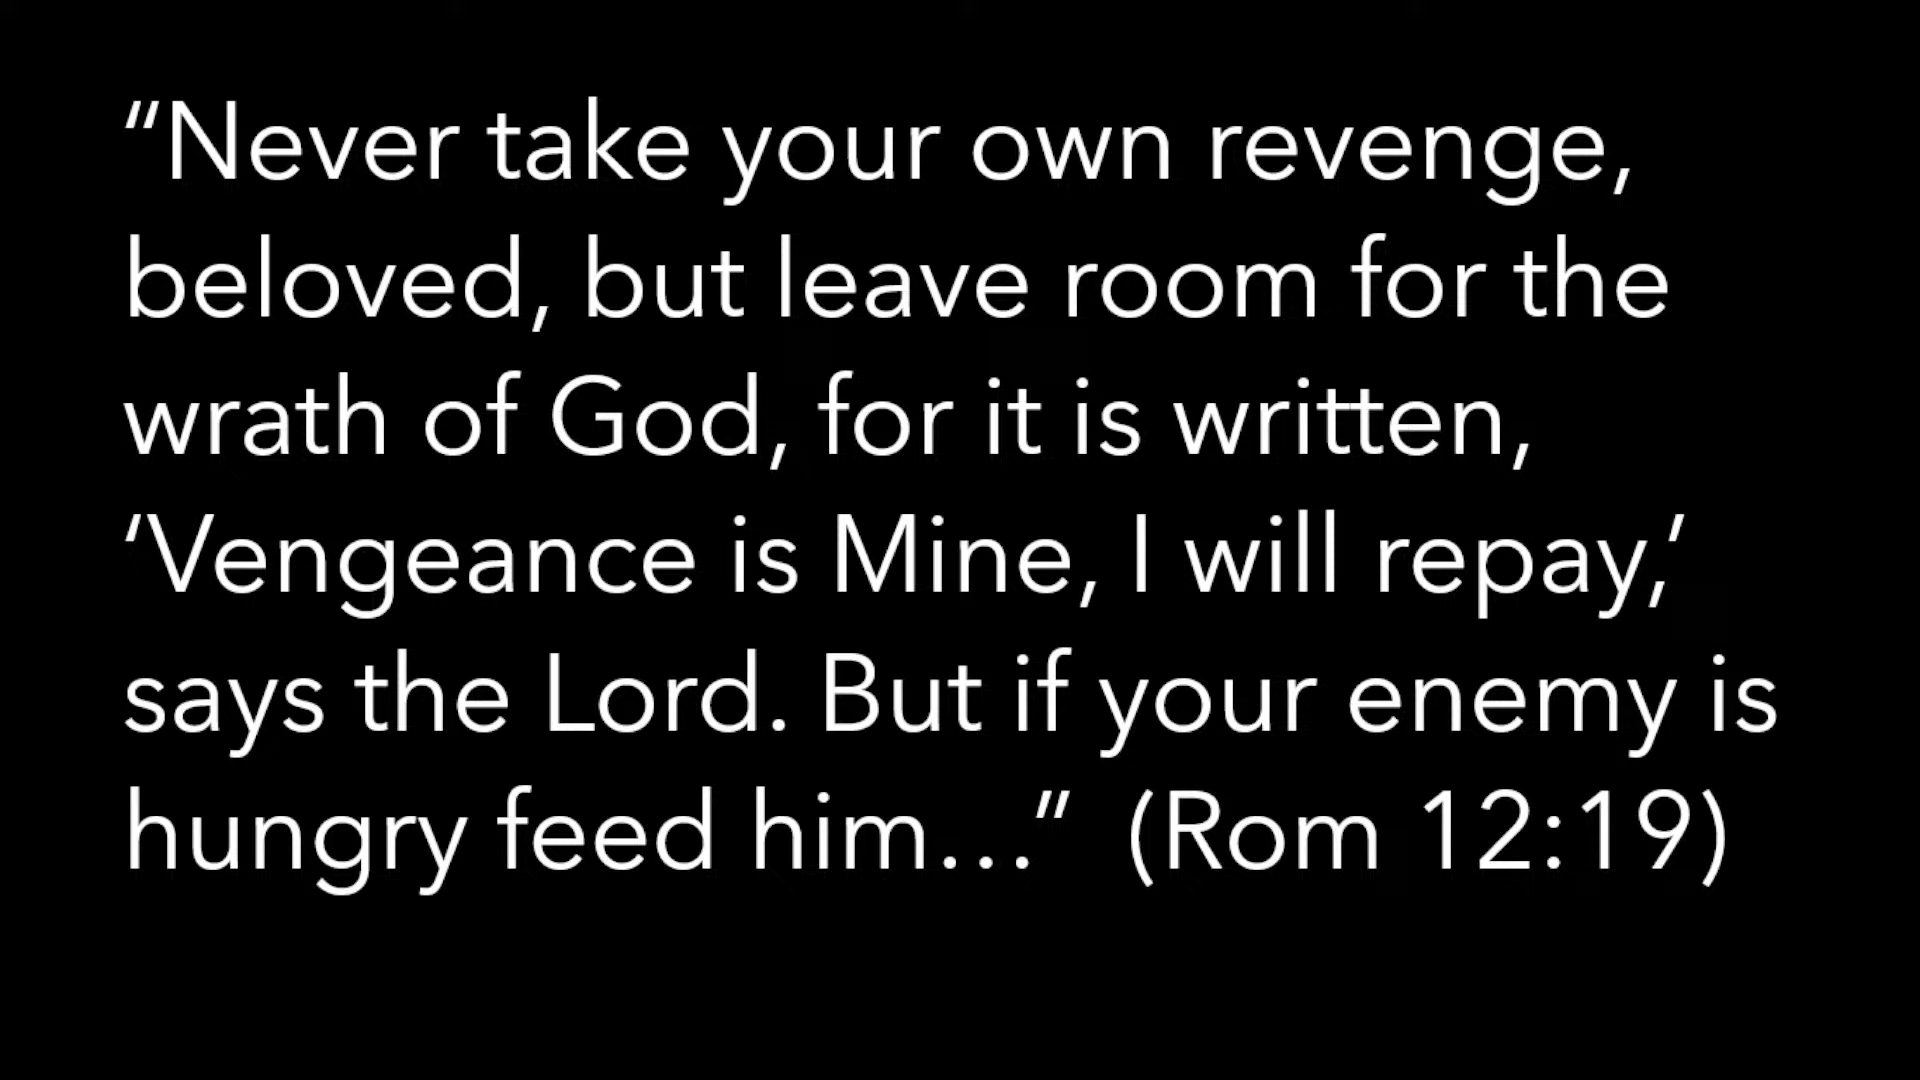 “Never take your own revenge,
beloved, but leave room for the
wrath of God, for it is written,
‘Vengeance is Mine, I will repay,’
says the Lord. But if your enemy is
hungry feed him…”  (Rom 12:19)